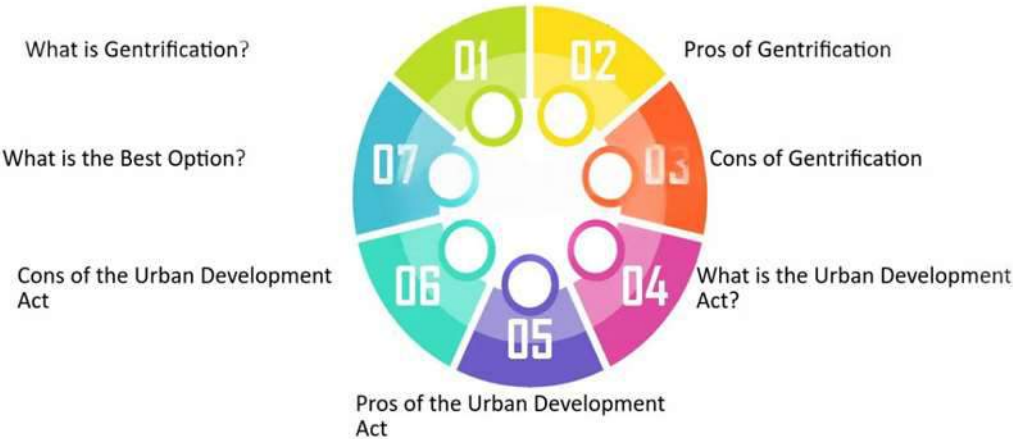 What is Gentrification?
01
02
Pros of Gentrification
What is the Best Option?
07
03
Cons of Gentrification
Cons of the Urban Development
Act
06
04
What is the Urban Development
Act?
05
Pros of the Urban Development
Act